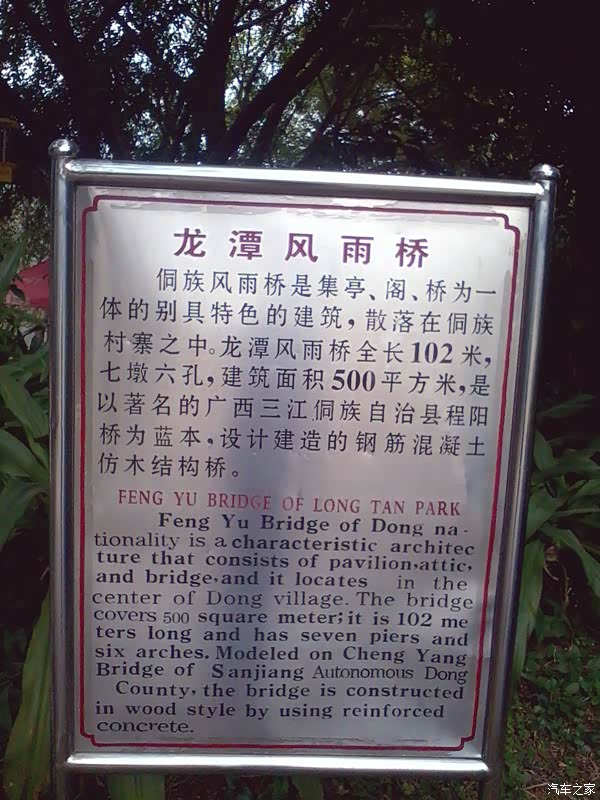 龙潭风雨桥
侗族风雨桥是集亭、阁、桥为一
体的别具特色的建筑，散落在侗族
村寨之中。龙潭风雨桥全长102米，
七墩六孔，建筑面积500平方米，是
以著名的广西三江侗族自治县程阳
桥为蓝本，设计建造的钢筋混凝土
仿木结构桥。
FENG YU BRIDGE OF LONG TAN PARK
Feng Yu Bridge of Dong na-
tionality is a characteristic architec
ture that consists of pavilion,attic,
and bridge,and it locates in the
center of Dong village. The bridge
covers 500 square meter; it is 102 me
ters long and has seven piers and
six arches. Modeled on Cheng Yang
Bridge of Sanjiang Autonomous Dong
County, the bridge is constructed
in wood style by using reinforced
concrete.
汽车之家